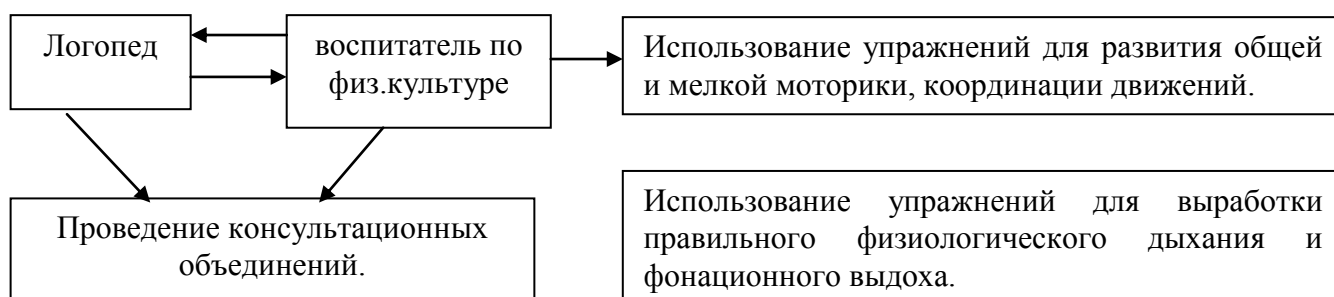 Логопед
воспитатель по
физ.культуре
Использование упражнений для развития общей
и мелкой моторики, координации движений.
Проведение консультационных
объединений.
Использование упражнений для выработки
правильного физиологического дыхания и
фонационного выдоха.